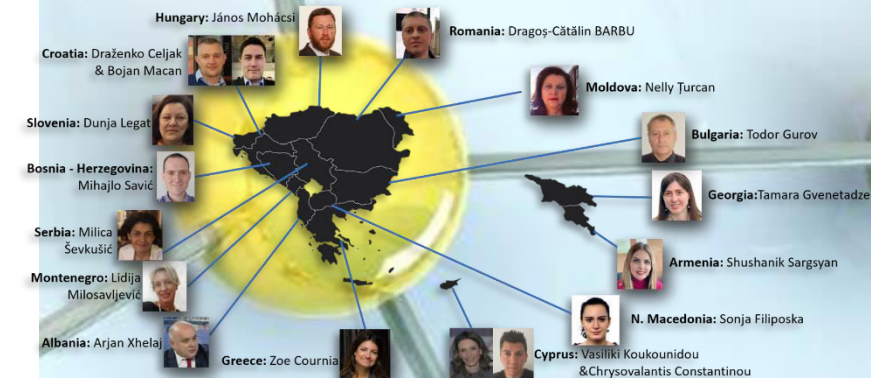 Hungary: János Mohácsi
Romania: Dragoș-Cătălin BARBU
Croatia: Draženko Celjak
& Bojan Macan
Moldova: Nelly Țurcan
Slovenia: Dunja Legat
Bulgaria: Todor Gurov
Bosnia - Herzegovina:
Mihajlo Savić
Georgia:Tamara Gvenetadze
Serbia: Milica
Ševkušić
Armenia: Shushanik Sargsyan
Montenegro: Lidija
Milosavljević
N. Macedonia: Sonja Filiposka
Albania: Arjan Xhelaj
Greece: Zoe Cournia
Cyprus: Vasiliki Koukounidou
&Chrysovalantis Constantinou